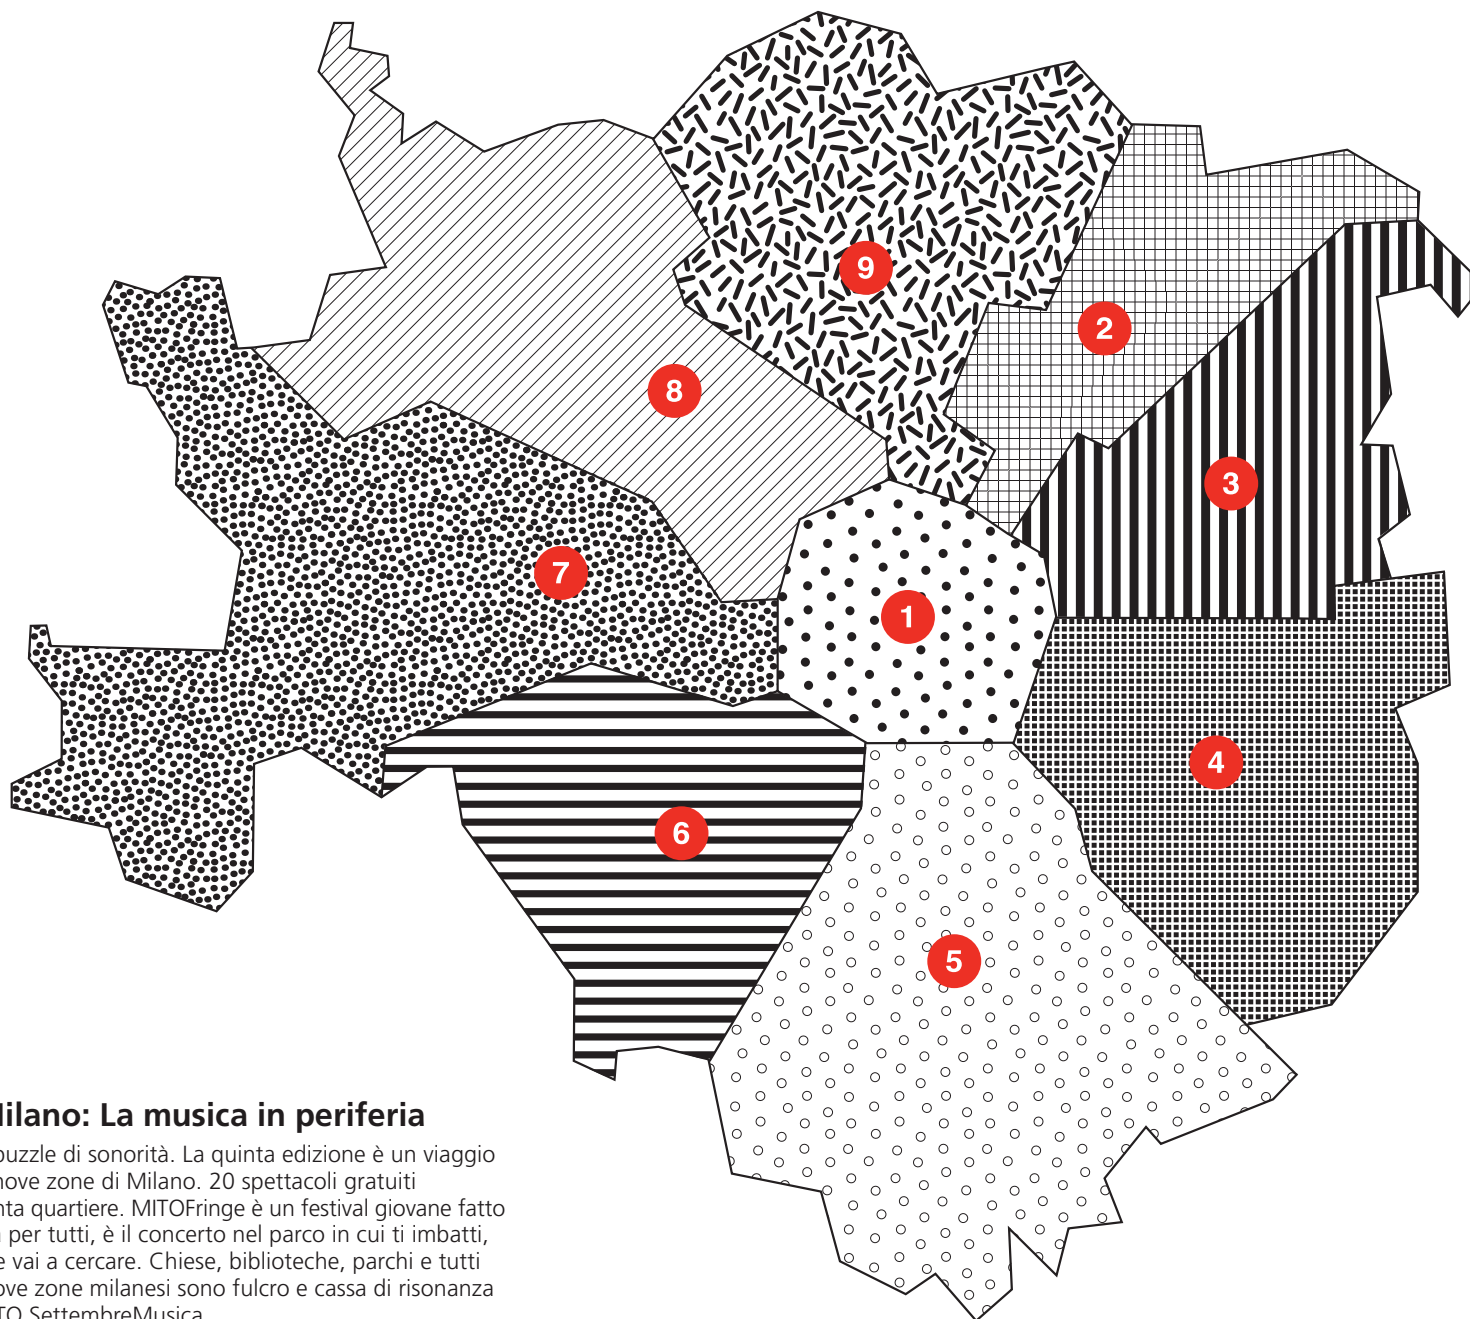 9
2
8
3
7
1
4
6
5
ilano: La musica in periferia
puzzle di sonorità. La quinta edizione è un viaggio
nove zone di Milano. 20 spettacoli gratuiti
nta quartiere. MITOFringe è un festival giovane fatto
per tutti, è il concerto nel parco in cui ti imbatti,
e vai a cercare. Chiese, biblioteche, parchi e tutti
ove zone milanesi sono fulcro e cassa di risonanza
TO SettembreMusica